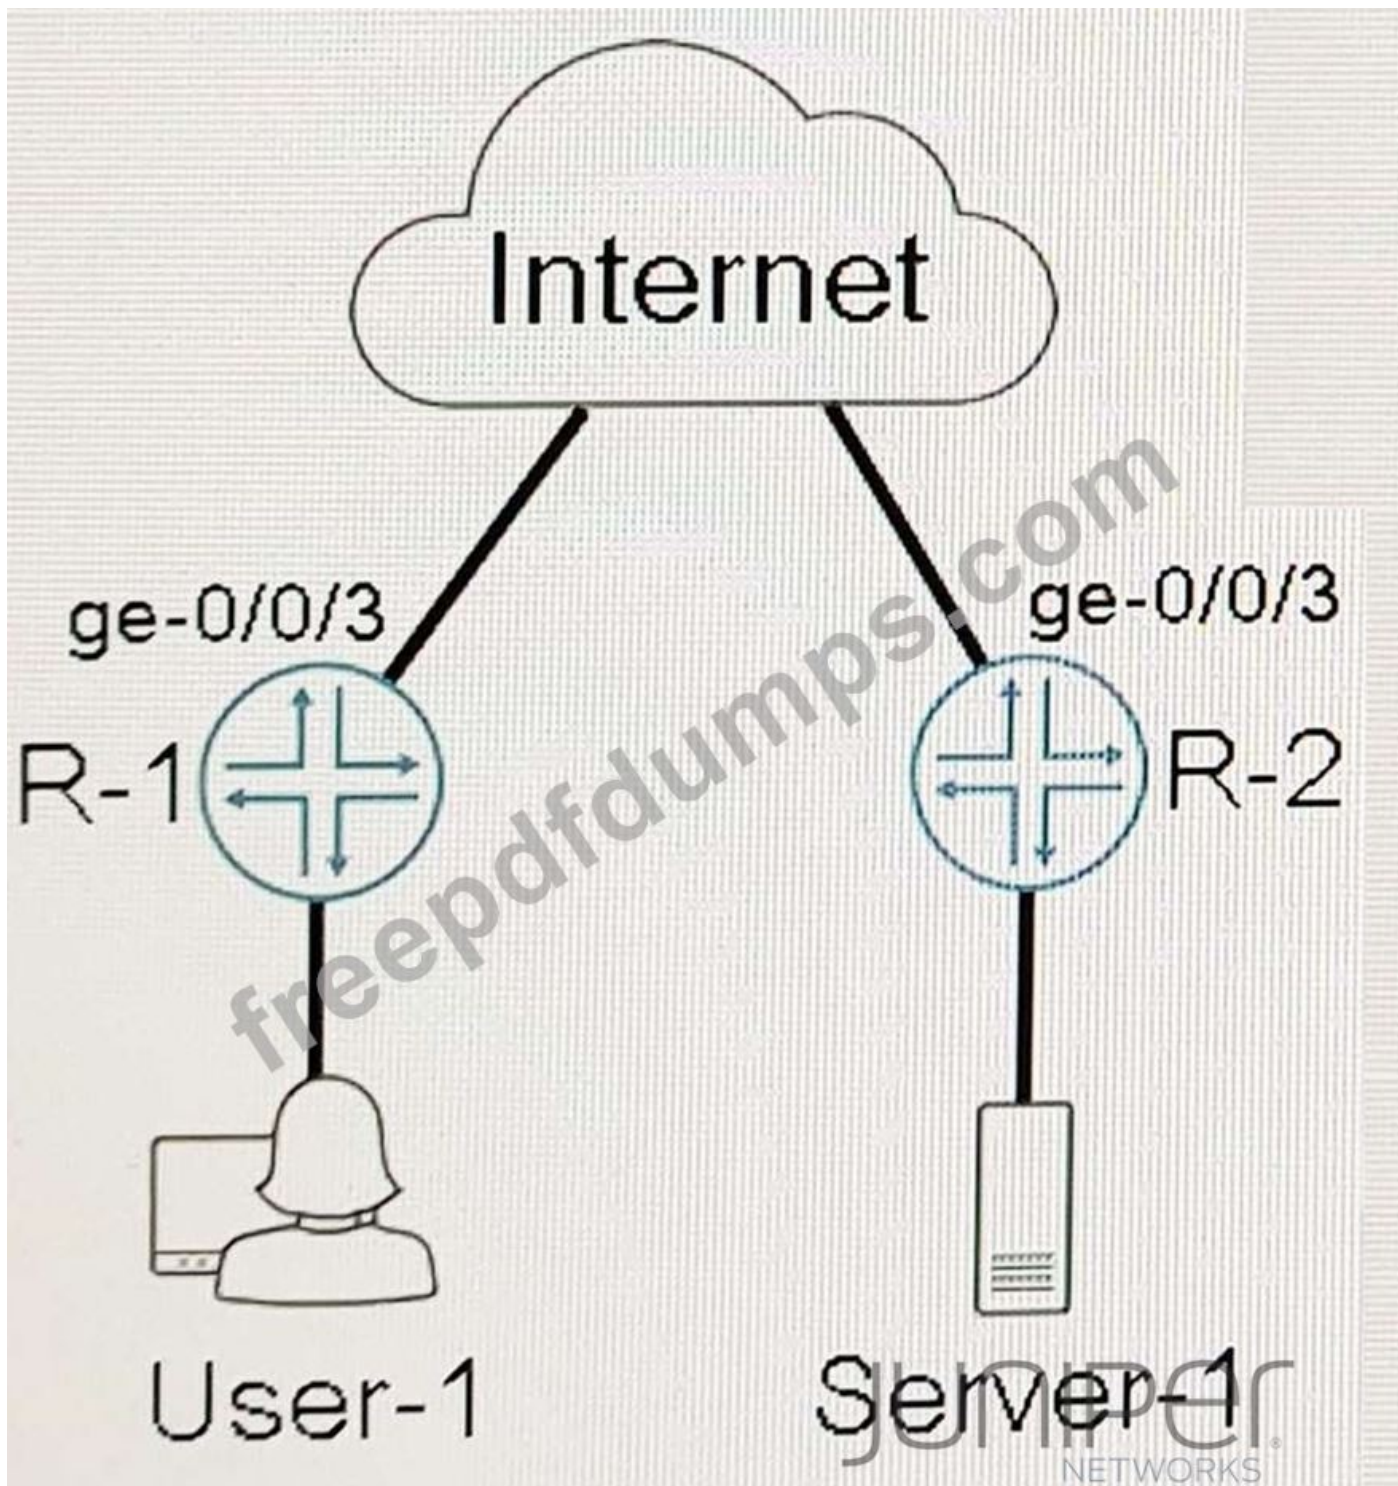 Internet
ge-0/0/3
ge-0/0/3
R-1
R-2
freepdfdumps.com
User-1
Server-1
JUNIPER
NETWORKS